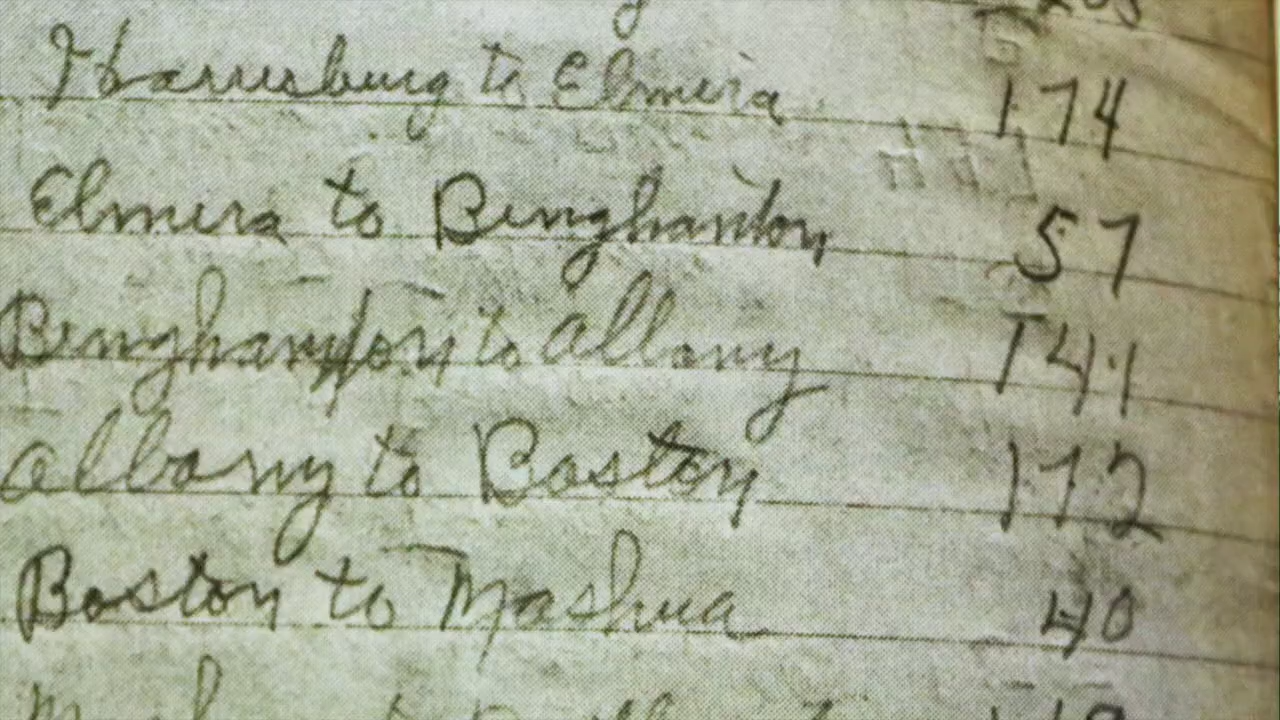 Harrisburg to Elmira 174
Elmira to Binghamton 57
Binghamton to Albany 141
Albany to Boston 172
Boston to Nashua 40
to